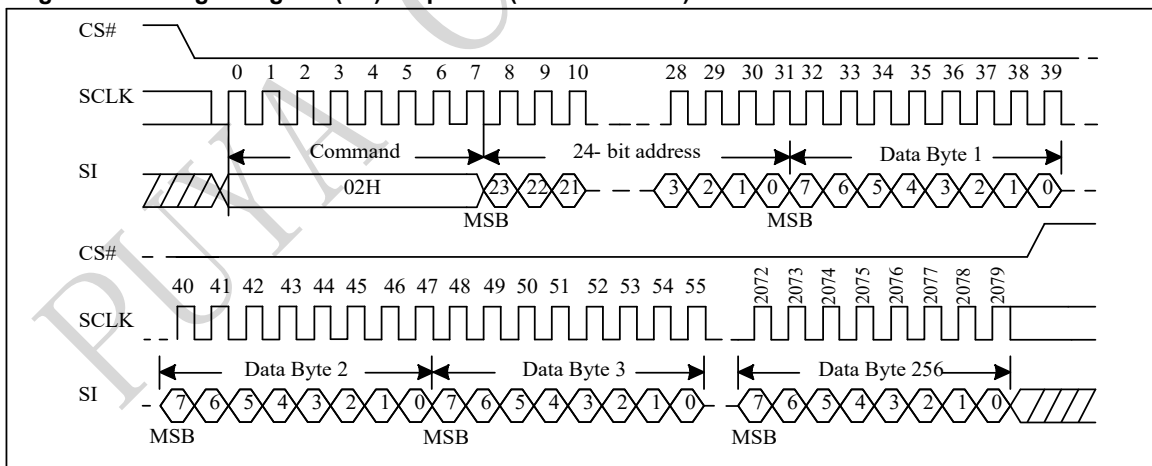 CS#
0 1 2 3 4 5 6 7 8 9 10 28 29 30 31 32 33 34 35 36 37 38 39
SCLK
Command 24- bit address Data Byte 1
SI
02H 23 22 21 3 2 1 0 7 6 5 4 3 2 1 0
MSB MSB
CS#
40 41 42 43 44 45 46 47 48 49 50 51 52 53 54 55 2072 2073 2074 2075 2076 2077 2078 2079
SCLK
Data Byte 2 Data Byte 3 Data Byte 256
SI
7 6 5 4 3 2 1 0 7 6 5 4 3 2 1 0 7 6 5 4 3 2 1 0
MSB MSB MSB
PUYA